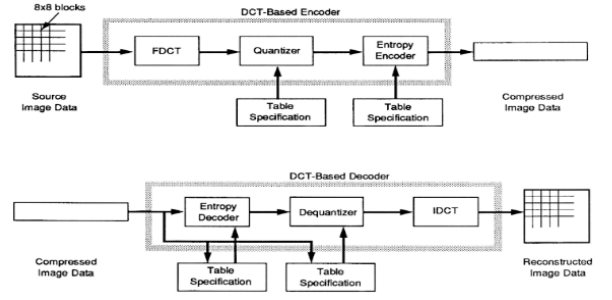 8x8 blocks
DCT-Based Encoder
FDCT
Quantizer
Entropy
Encoder
Source
Image Data
Table
Specification
Table
Specification
Compressed
Image Data
DCT-Based Decoder
Entropy
Decoder
Dequantizer
IDCT
Compressed
Image Data
Table
Specification
Table
Specification
Reconstructed
Image Data